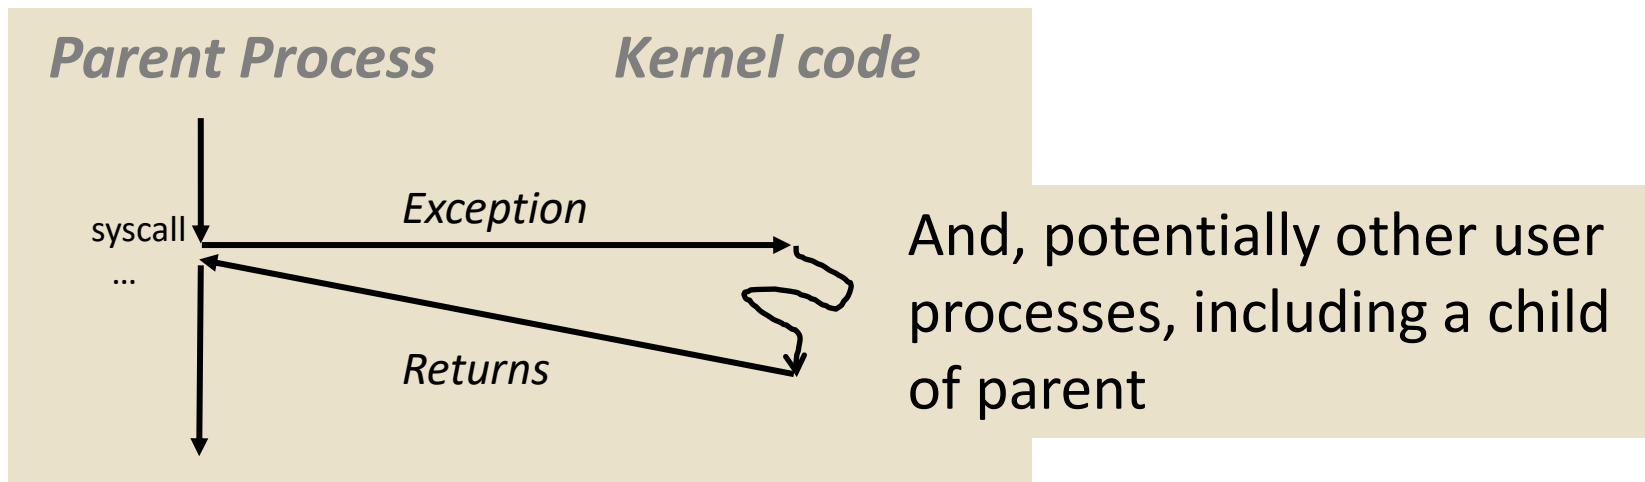 Parent Process
Kernel code
Exception
syscall
...
Returns
And, potentially other user
processes, including a child
of parent